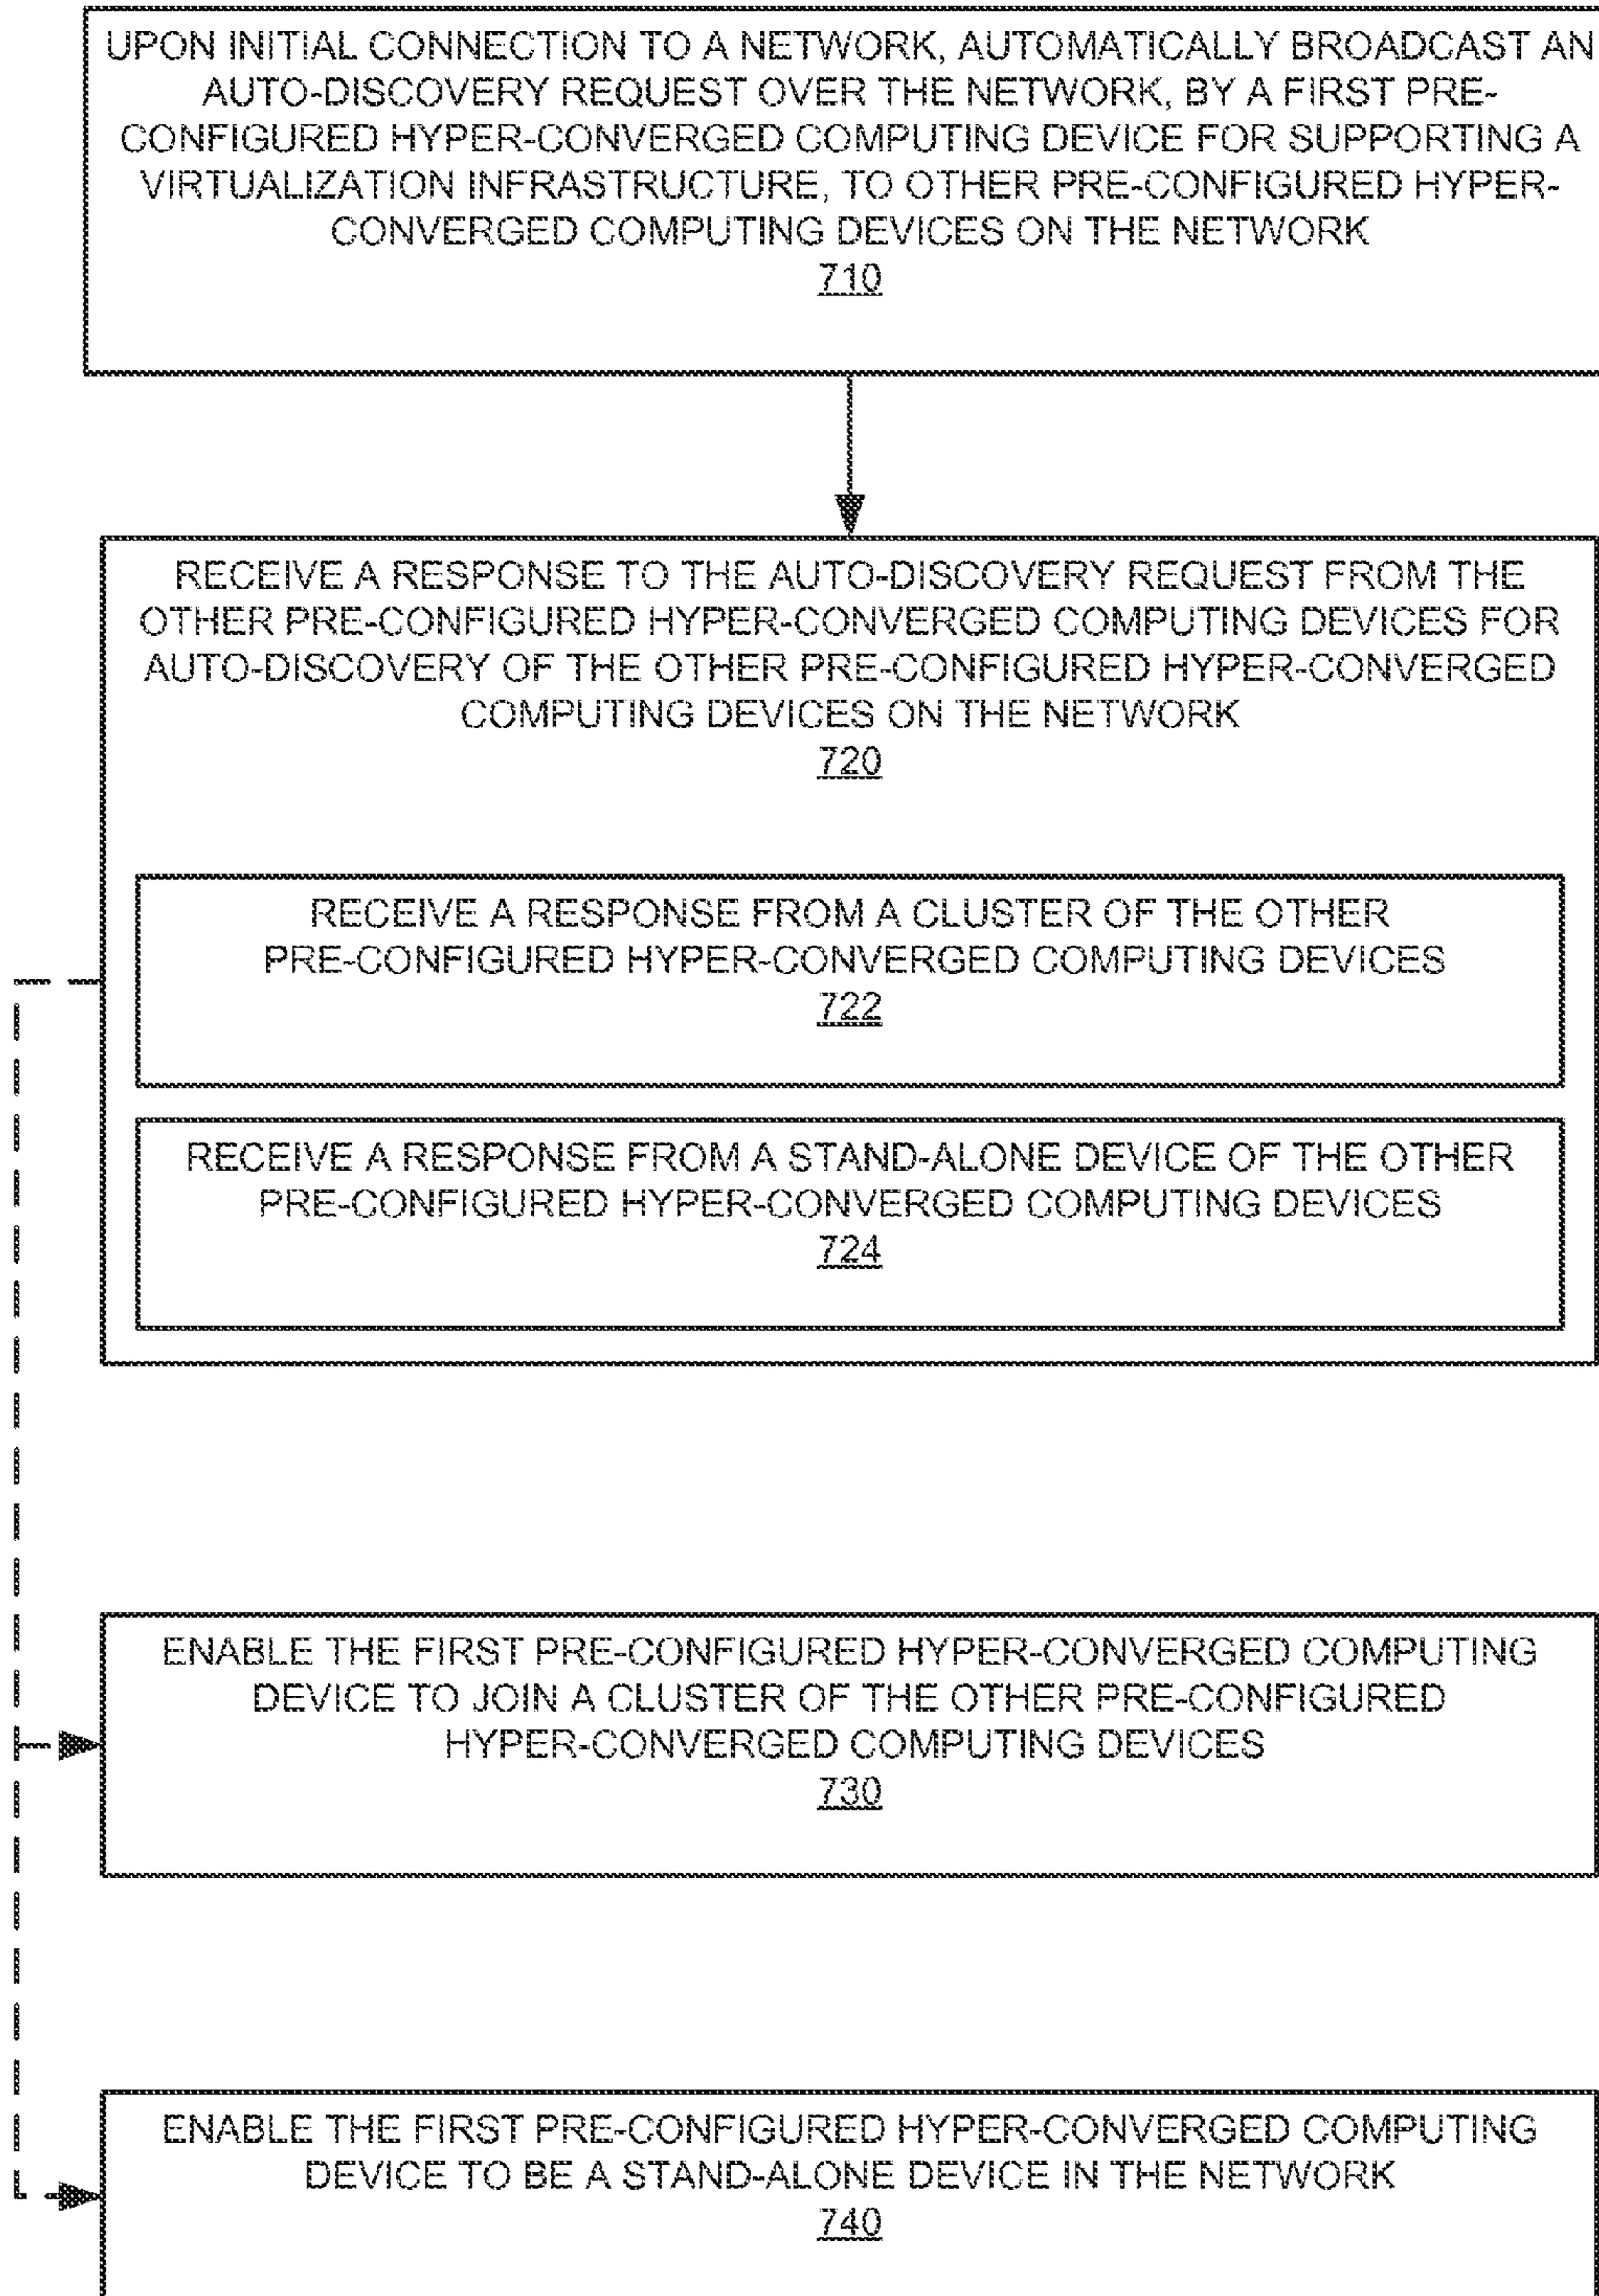 UPON INITIAL CONNECTION TO A NETWORK, AUTOMATICALLY BROADCAST AN
AUTO-DISCOVERY REQUEST OVER THE NETWORK, BY A FIRST PRE-
CONFIGURED HYPER-CONVERGED COMPUTING DEVICE FOR SUPPORTING A
VIRTUALIZATION INFRASTRUCTURE, TO OTHER PRE-CONFIGURED HYPER-
CONVERGED COMPUTING DEVICES ON THE NETWORK
710
RECEIVE A RESPONSE TO THE AUTO-DISCOVERY REQUEST FROM THE
OTHER PRE-CONFIGURED HYPER-CONVERGED COMPUTING DEVICES FOR
AUTO-DISCOVERY OF THE OTHER PRE-CONFIGURED HYPER-CONVERGED
COMPUTING DEVICES ON THE NETWORK
720
RECEIVE A RESPONSE FROM A CLUSTER OF THE OTHER
PRE-CONFIGURED HYPER-CONVERGED COMPUTING DEVICES
722
RECEIVE A RESPONSE FROM A STAND-ALONE DEVICE OF THE OTHER
PRE-CONFIGURED HYPER-CONVERGED COMPUTING DEVICES
724
ENABLE THE FIRST PRE-CONFIGURED HYPER-CONVERGED COMPUTING
DEVICE TO JOIN A CLUSTER OF THE OTHER PRE-CONFIGURED
HYPER-CONVERGED COMPUTING DEVICES
730
ENABLE THE FIRST PRE-CONFIGURED HYPER-CONVERGED COMPUTING
DEVICE TO BE A STAND-ALONE DEVICE IN THE NETWORK
740